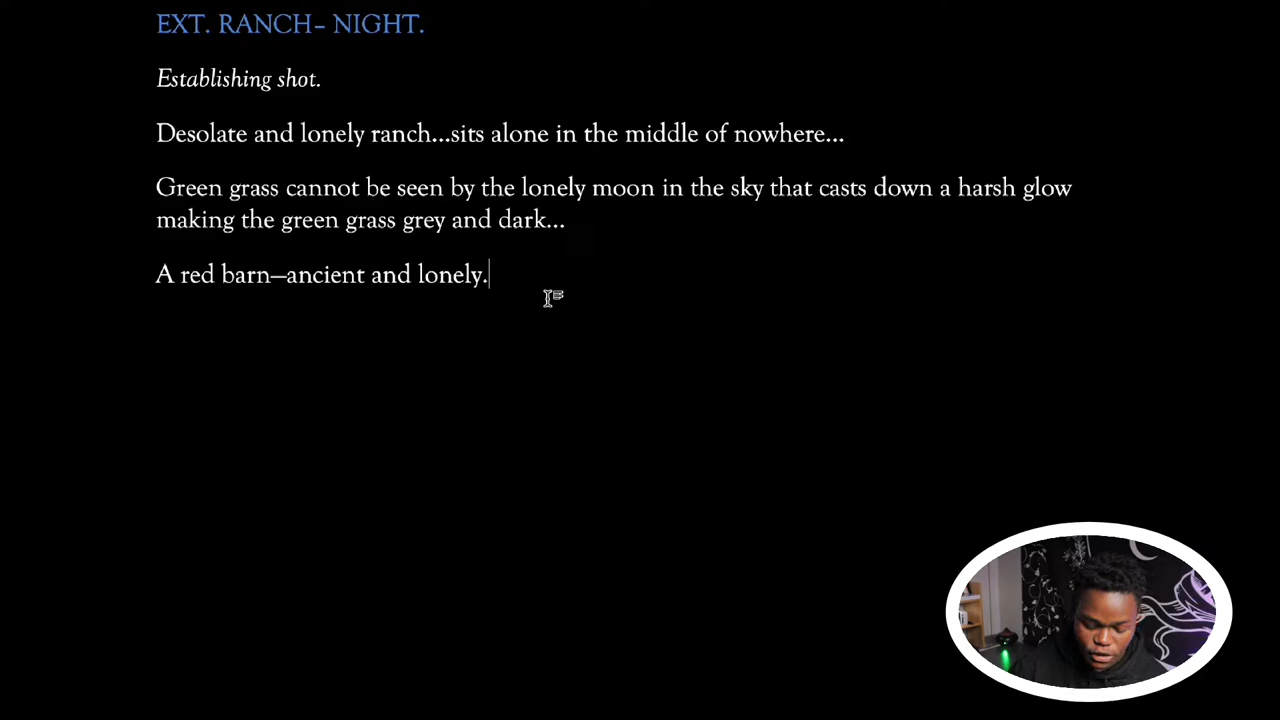 EXT. RANCH– NIGHT.
Establishing shot.
Desolate and lonely ranch...sits alone in the middle of nowhere...
Green grass cannot be seen by the lonely moon in the sky that casts down a harsh glow
making the green grass grey and dark...
A red barn—ancient and lonely.